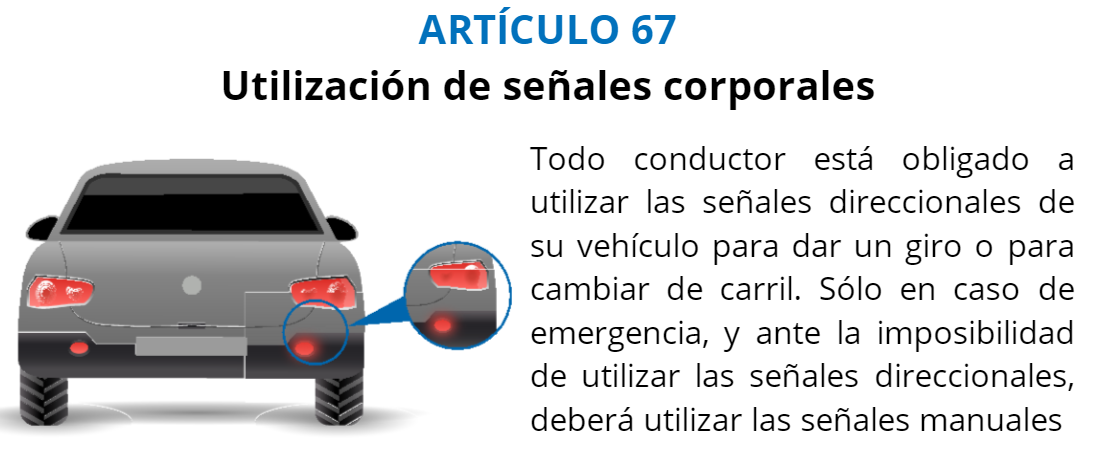 ARTÍCULO 67
Utilización de señales corporales
Todo conductor está obligado a
utilizar las señales direccionales de
su vehículo para dar un giro o para
cambiar de carril. Sólo en caso de
emergencia, y ante la imposibilidad
de utilizar las señales direccionales,
deberá utilizar las señales manuales